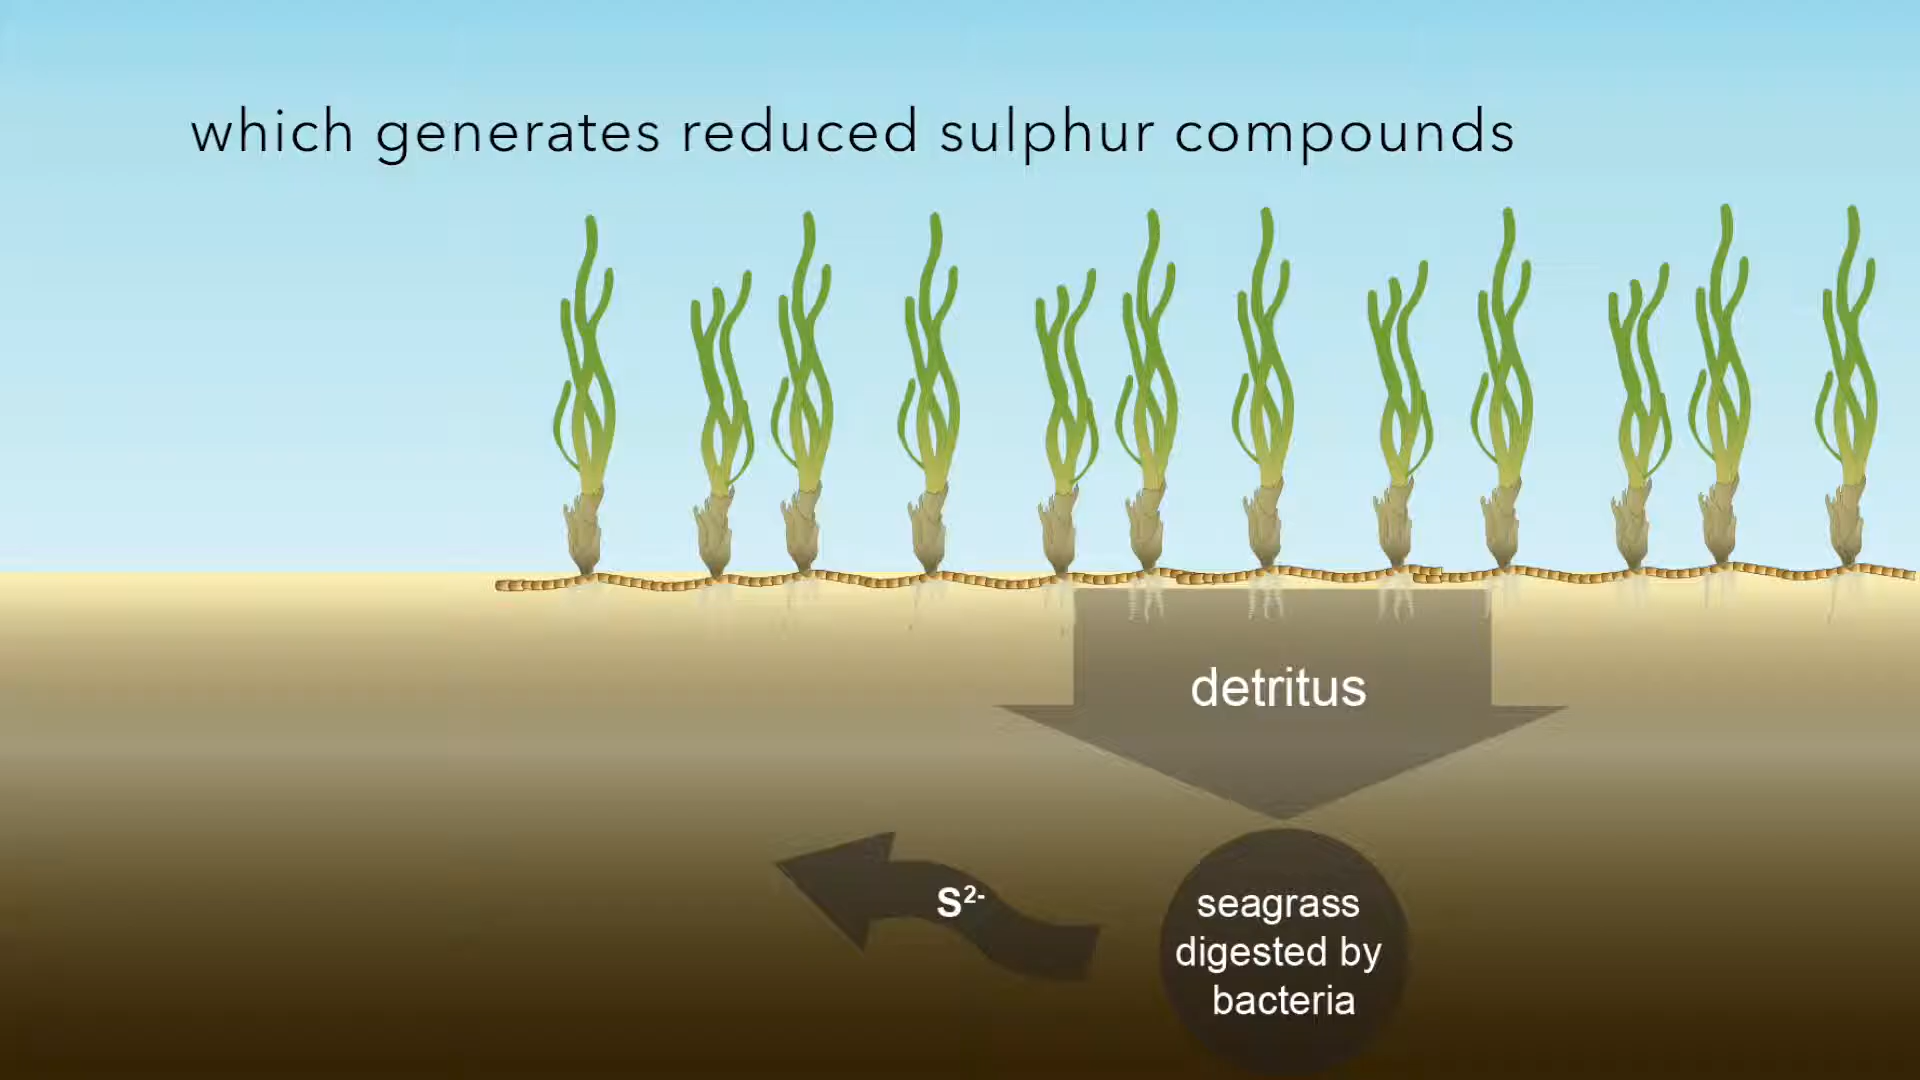 which generates reduced sulphur compounds
detritus
S²⁻
seagrass
digested by
bacteria